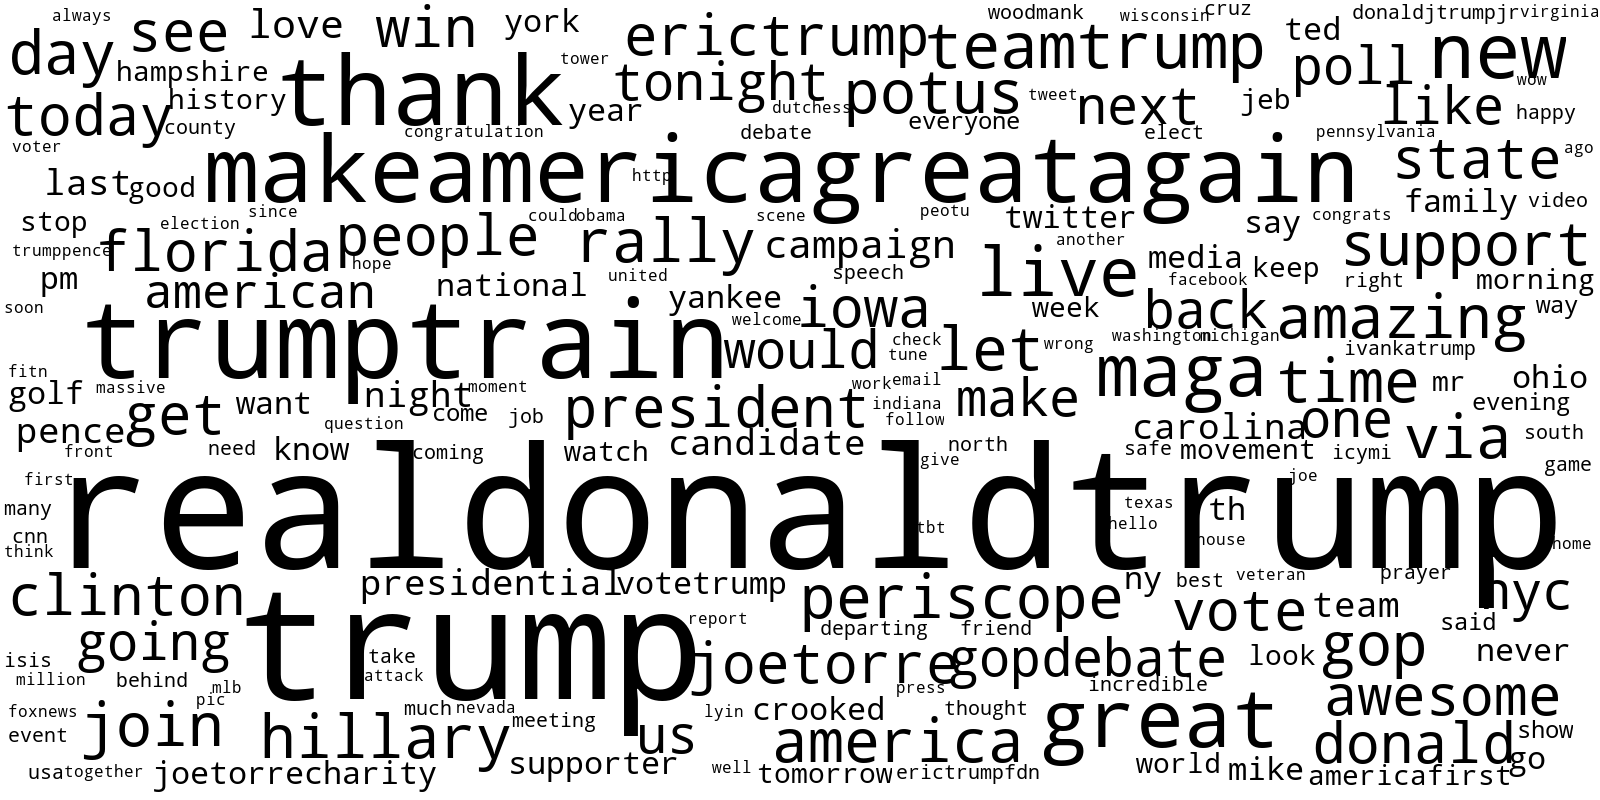 always
woodmank
wisconsin
cruz
donaldjtrumpjr
virginia
day
see
love
win
york
erictrump
teamtrump
ted
new
hampshire
thank
tower
tonight
poll
wow
today
history
year
dutchess
potus
tweet
next
jeb
like
happy
county
congratulation
debate
everyone
elect
pennsylvania
voter
makeamericagreatagain
state
ago
last
good
http
family
video
stop
election
since
could
obama
scene
peotu
twitter
say
congrats
trumppence
florida
people
rally
campaign
another
support
pm
hope
united
speech
live
media
facebook
keep
right
morning
american
national
yankee
iowa
week
back
amazing
way
soon
trumptrain
welcome
would
check
tune
let
wrong
washington
michigan
ivankatrump
fitn
golf
massive
night
moment
president
work
email
indiana
follow
make
maga
time
mr
ohio
evening
pence
get
want
question
come
job
carolina
one
via
south
front
need
know
coming
watch
candidate
north
safe
movement
icymi
game
first
realdonaldtrump
give
joe
many
texas
th
cnn
tbt
hello
think
house
home
clinton
presidential
votetrump
periscope
ny
best
veteran
prayer
nyc
trump
report
vote
team
going
departing
friend
gop
said
isis
take
joetorre
gopdebate
look
never
million
behind
attack
mlb
pic
press
incredible
awesome
foxnews
join
much
nevada
meeting
lyin
crooked
thought
great
event
hillary
us
america
donald
show
usa
together
joetorrecharity
supporter
well
tomorrow
erictrumpfdn
world
mike
americafirst
go